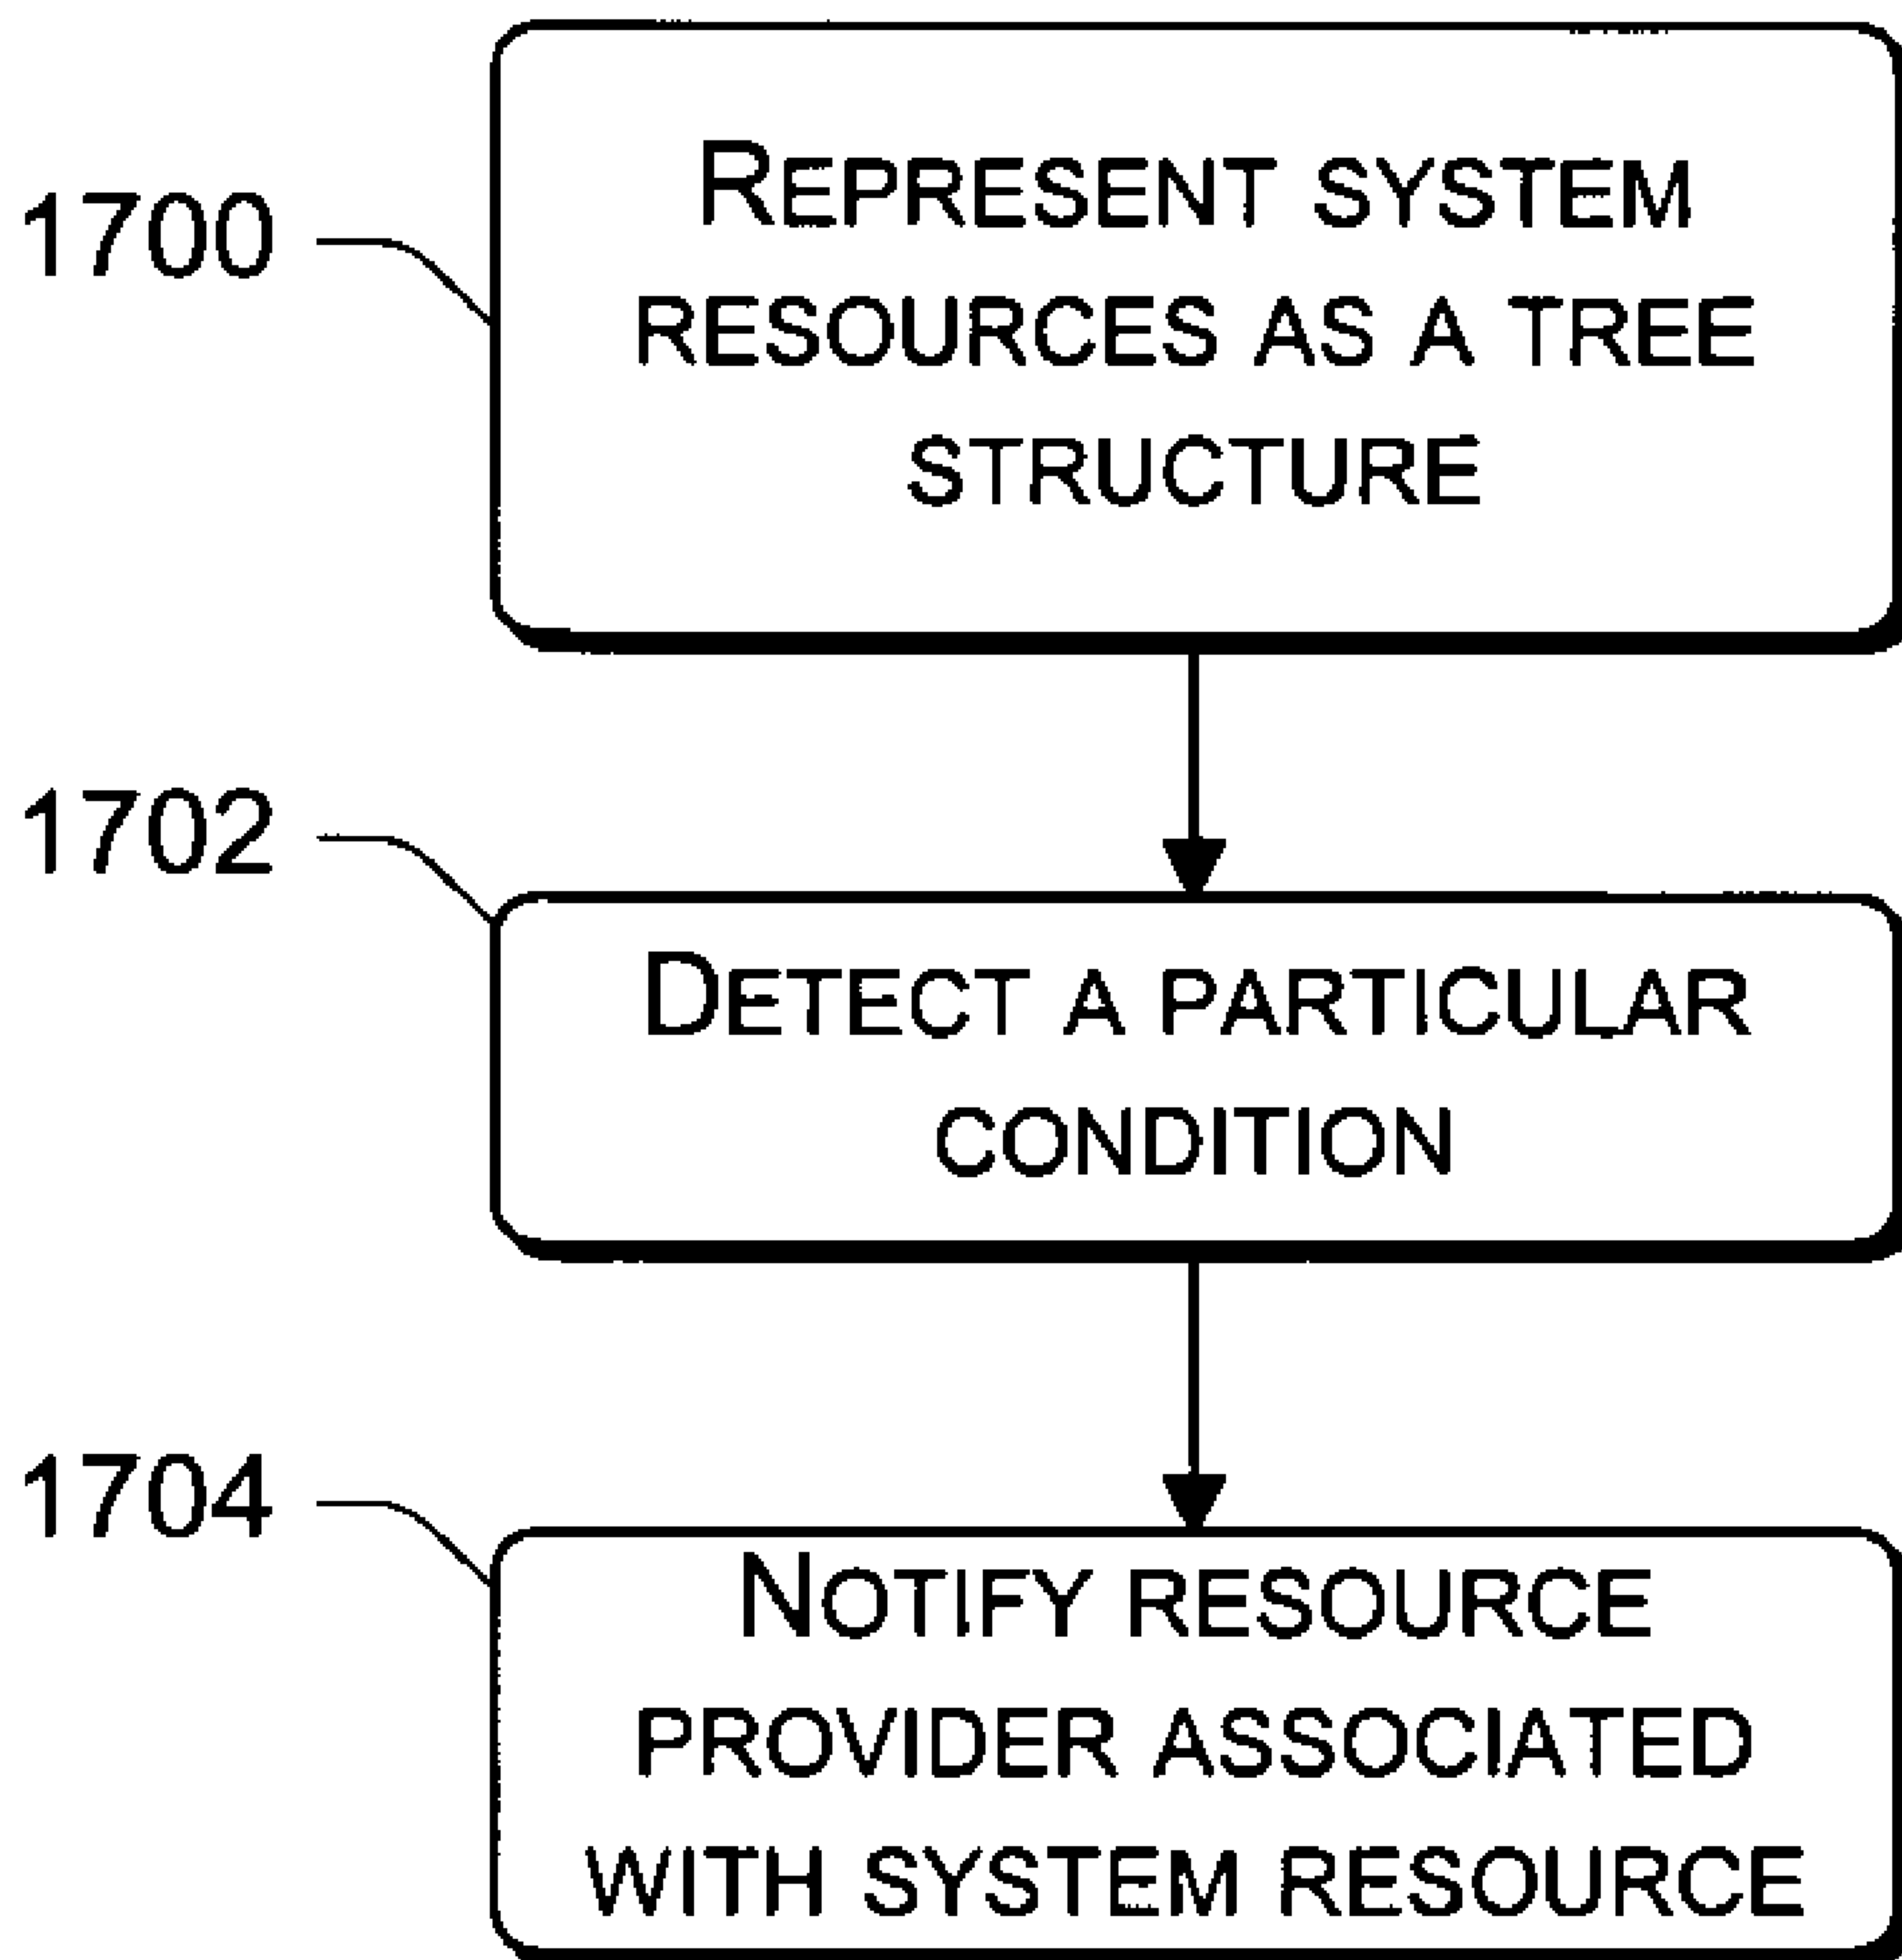 1700
REPRESENT SYSTEM
RESOURCES AS A TREE
STRUCTURE
1702
DETECT A PARTICULAR
CONDITION
1704
NOTIFY RESOURCE
PROVIDER ASSOCIATED
WITH SYSTEM RESOURCE